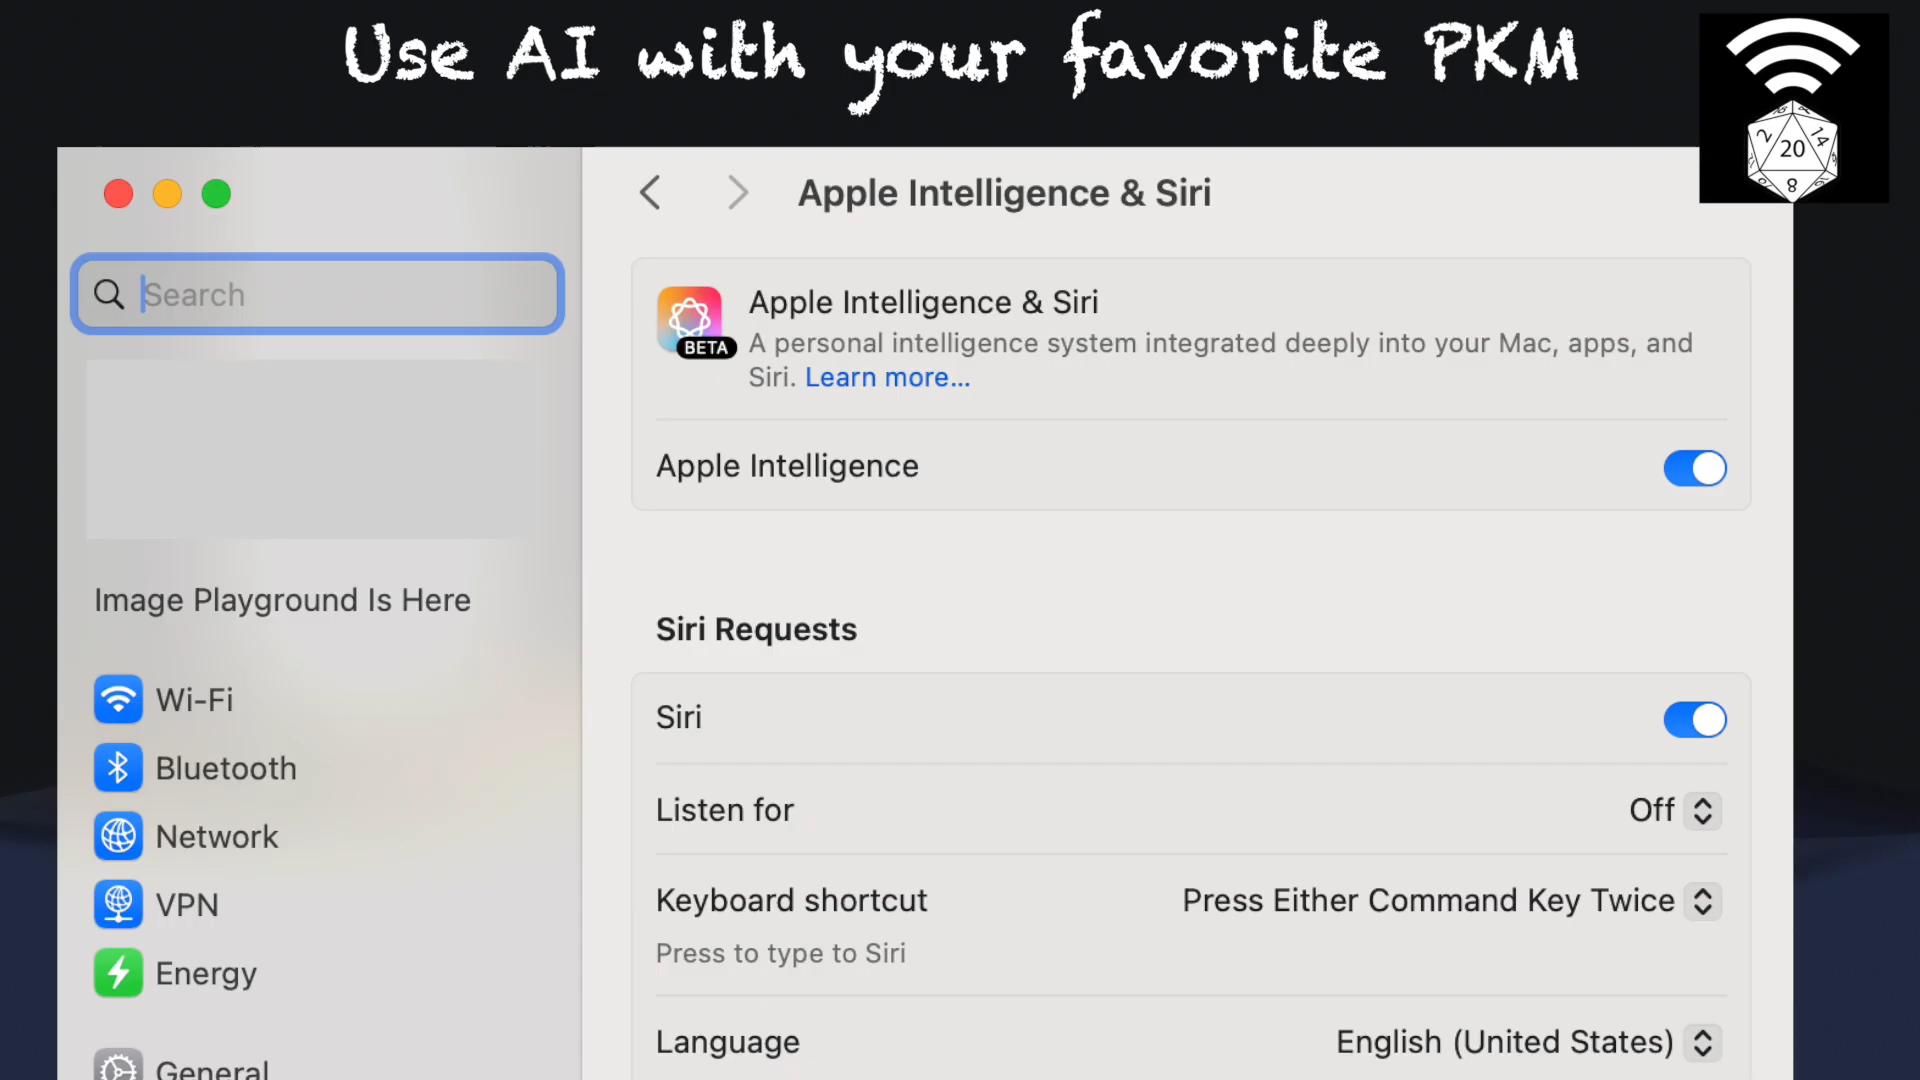 Use AI with your favorite PKM
20
2
14
8
Search
Image Playground Is Here
Wi-Fi
Bluetooth
Network
VPN
Energy
General
Apple Intelligence & Siri
Apple Intelligence & Siri
BETA
A personal intelligence system integrated deeply into your Mac, apps, and
Siri. Learn more...
Apple Intelligence
Siri Requests
Siri
Listen for Off
Keyboard shortcut Press Either Command Key Twice
Press to type to Siri
Language English (United States)